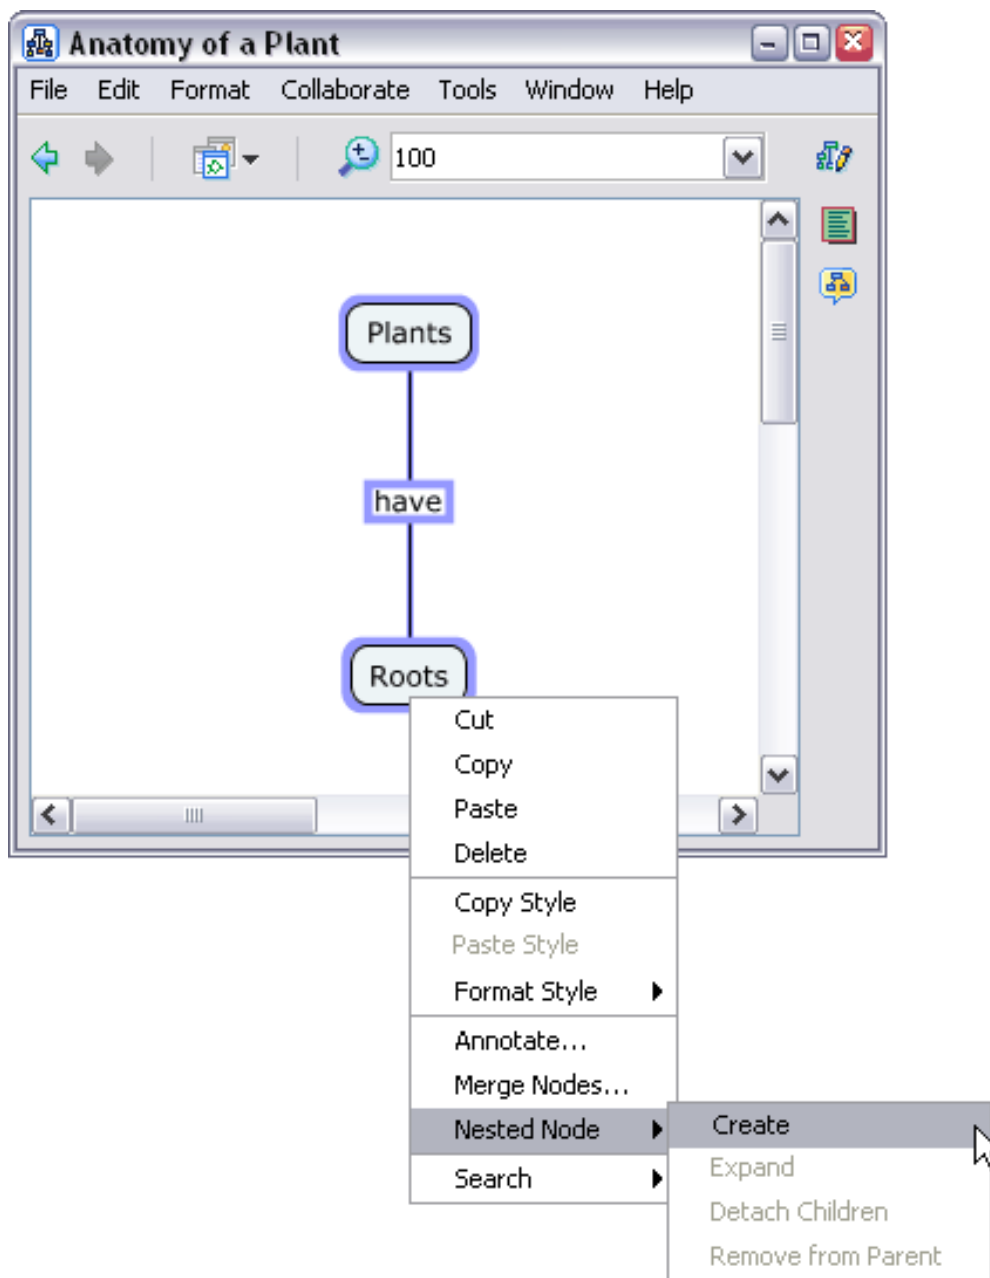 Anatomy of a Plant
File Edit Format Collaborate Tools Window Help
100
Plants
have
Roots
Cut
Copy
Paste
Delete
Copy Style
Paste Style
Format Style
Annotate...
Merge Nodes...
Nested Node
Search
Create
Expand
Detach Children
Remove from Parent